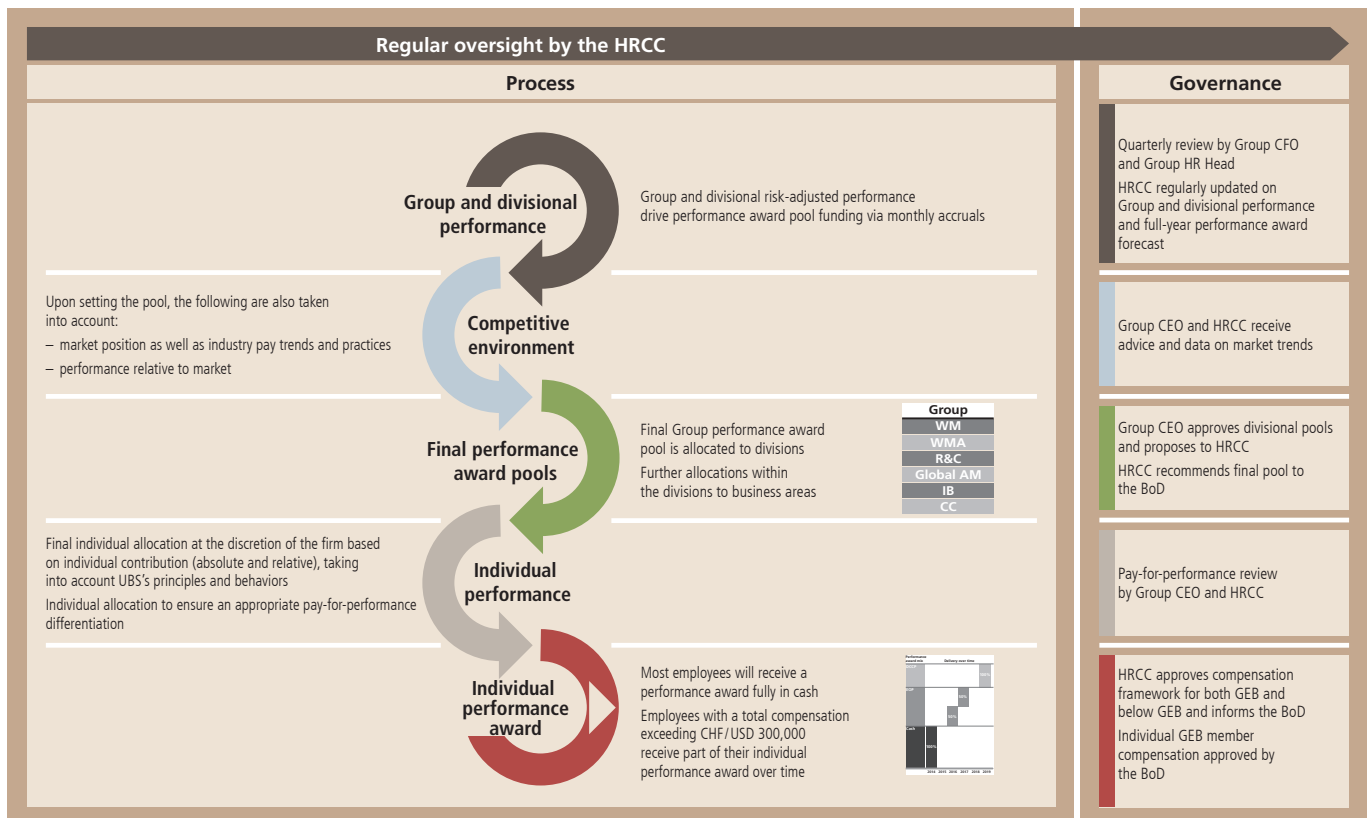 Regular oversight by the HRCC
Process
Governance
Group and divisional
performance
Group and divisional risk-adjusted performance
drive performance award pool funding via monthly accruals
Quarterly review by Group CFO
and Group HR Head
HRCC regularly updated on
Group and divisional performance
and full-year performance award
forecast
Upon setting the pool, the following are also taken
into account:
– market position as well as industry pay trends and practices
– performance relative to market
Competitive
environment
Group CEO and HRCC receive
advice and data on market trends
Final performance
award pools
Final Group performance award
pool is allocated to divisions
Further allocations within
the divisions to business areas
Group
WM
WMA
R&C
Global AM
IB
CC
Group CEO approves divisional pools
and proposes to HRCC
HRCC recommends final pool to
the BoD
Final individual allocation at the discretion of the firm based
on individual contribution (absolute and relative), taking
into account UBS's principles and behaviors
Individual allocation to ensure an appropriate pay-for-performance
differentiation
Individual
performance
Pay-for-performance review
by Group CEO and HRCC
Individual
performance
award
Most employees will receive a
performance award fully in cash
Employees with a total compensation
exceeding CHF/USD 300,000
receive part of their individual
performance award over time
Performance
award mix
Delivery over time
100%
50%
50%
Cash
100%
2014 2015 2016 2017 2018 2019
HRCC approves compensation
framework for both GEB and
below GEB and informs the BoD
Individual GEB member
compensation approved by
the BoD